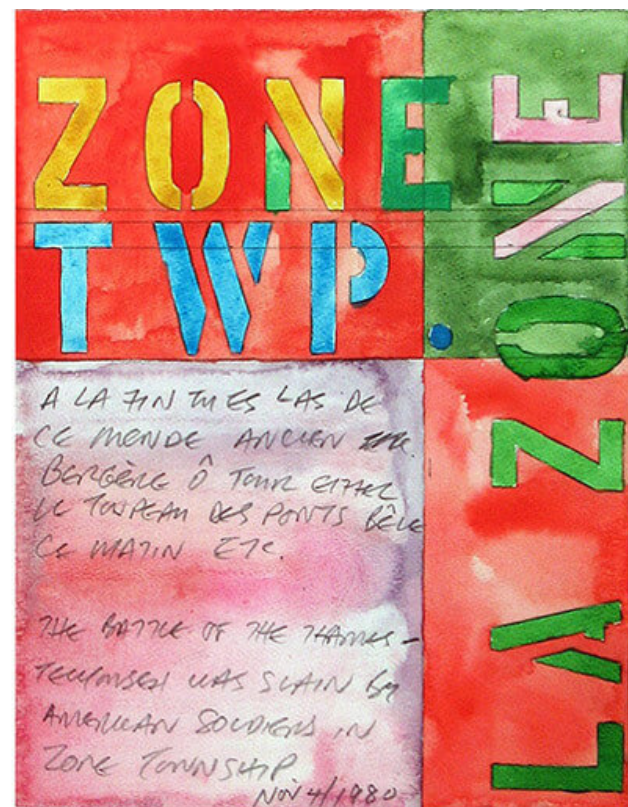 ZONE
TWP.
LA ZONE
A LA FIN TU ES LAS DE
CE MONDE ANCIEN
BERGÈRE Ô TOUR EIFFEL
LE TOUPEAU DES PONTS BÊLE
CE MATIN ETC.
THE BATTLE OF THE THAMES -
TECUMSEH WAS SLAIN BY
AMERICAN SOLDIERS IN
ZONE TOWNSHIP
NOV 4/1980